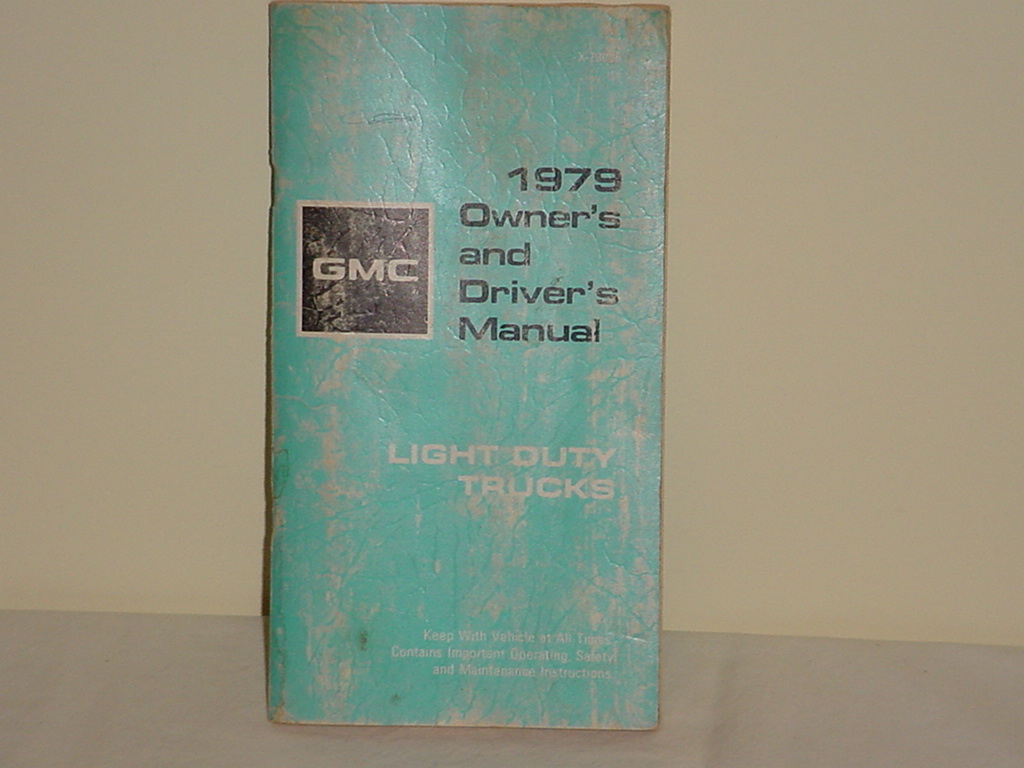 1979
Owner's
and
Driver's
Manual
GMC
LIGHT DUTY
TRUCKS
Keep With Vehicle at All Times.
Contains Important Operating, Safety
and Maintenance Instructions.